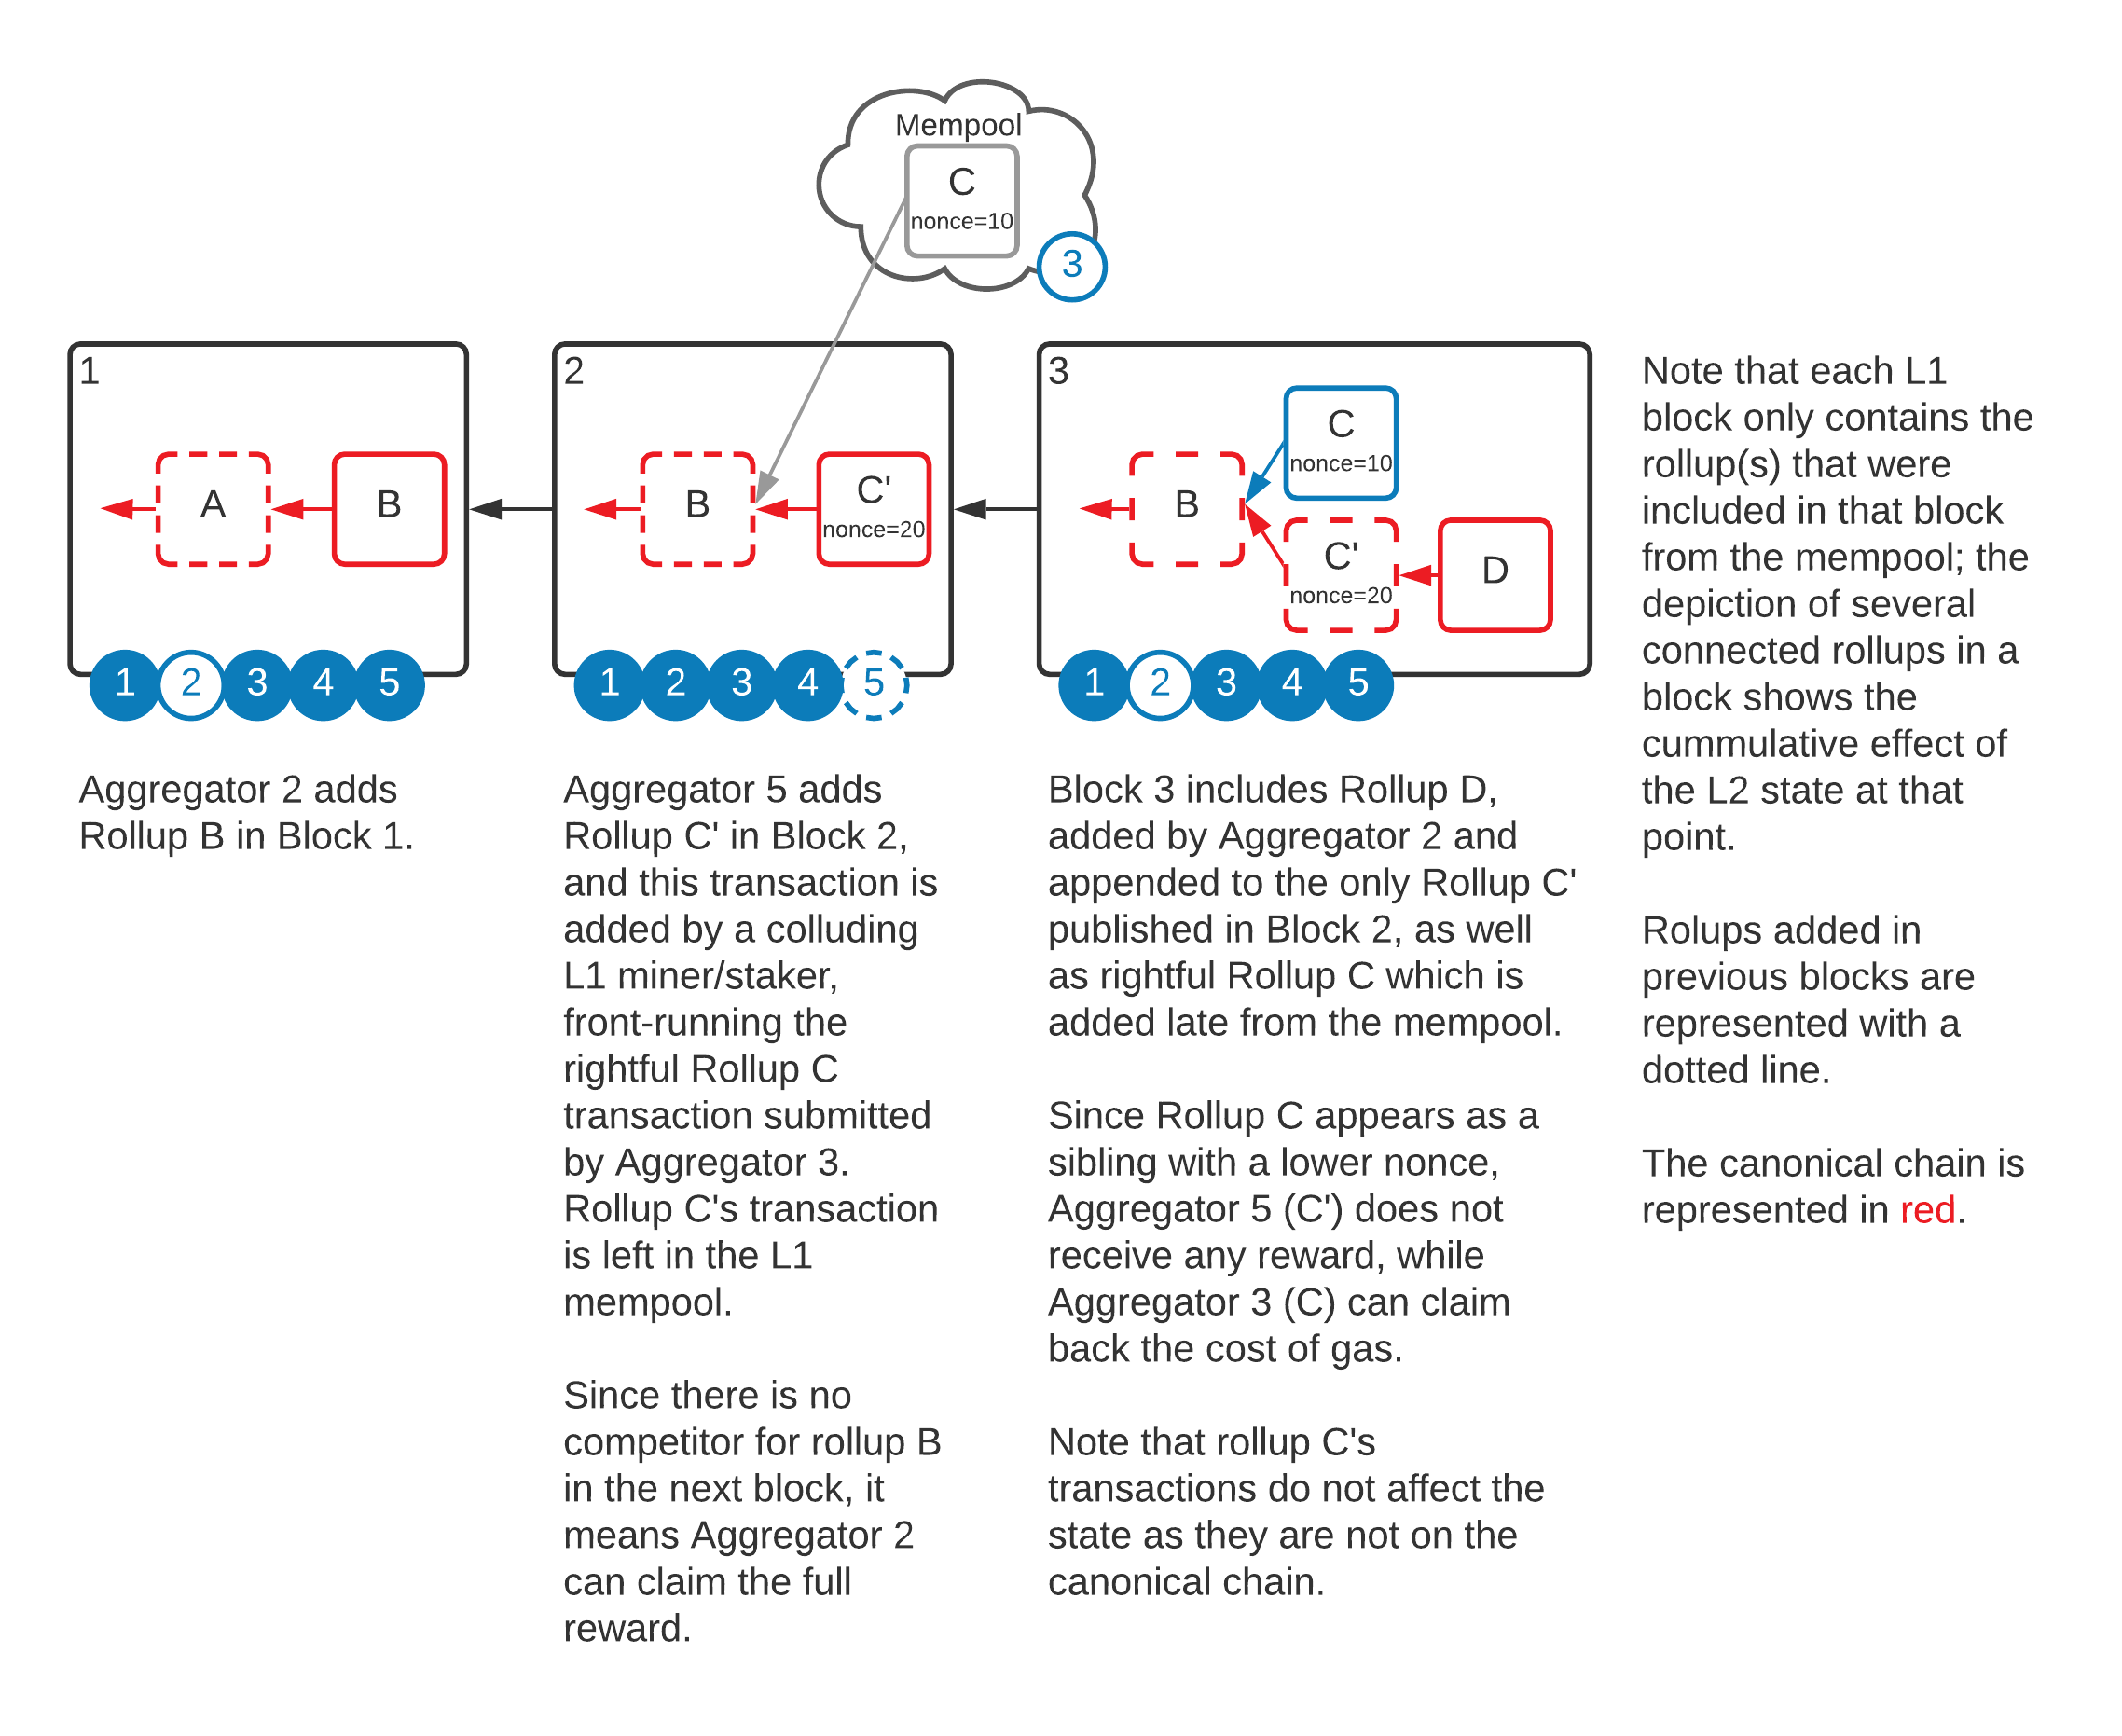 Mempool
C
nonce=10
3
1
A
B
1 2 3 4 5
2
B
C'
nonce=20
1 2 3 4 5
3
B
C
nonce=10
C'
nonce=20
D
1 2 3 4 5
Aggregator 2 adds
Rollup B in Block 1.
Aggregator 5 adds
Rollup C' in Block 2,
and this transaction is
added by a colluding
L1 miner/staker,
front-running the
rightful Rollup C
transaction submitted
by Aggregator 3.
Rollup C's transaction
is left in the L1
mempool.
Since there is no
competitor for rollup B
in the next block, it
means Aggregator 2
can claim the full
reward.
Block 3 includes Rollup D,
added by Aggregator 2 and
appended to the only Rollup C'
published in Block 2, as well
as rightful Rollup C which is
added late from the mempool.
Since Rollup C appears as a
sibling with a lower nonce,
Aggregator 5 (C') does not
receive any reward, while
Aggregator 3 (C) can claim
back the cost of gas.
Note that rollup C's
transactions do not affect the
state as they are not on the
canonical chain.
Note that each L1
block only contains the
rollup(s) that were
included in that block
from the mempool; the
depiction of several
connected rollups in a
block shows the
cummulative effect of
the L2 state at that
point.
Rolups added in
previous blocks are
represented with a
dotted line.
The canonical chain is
represented in red.